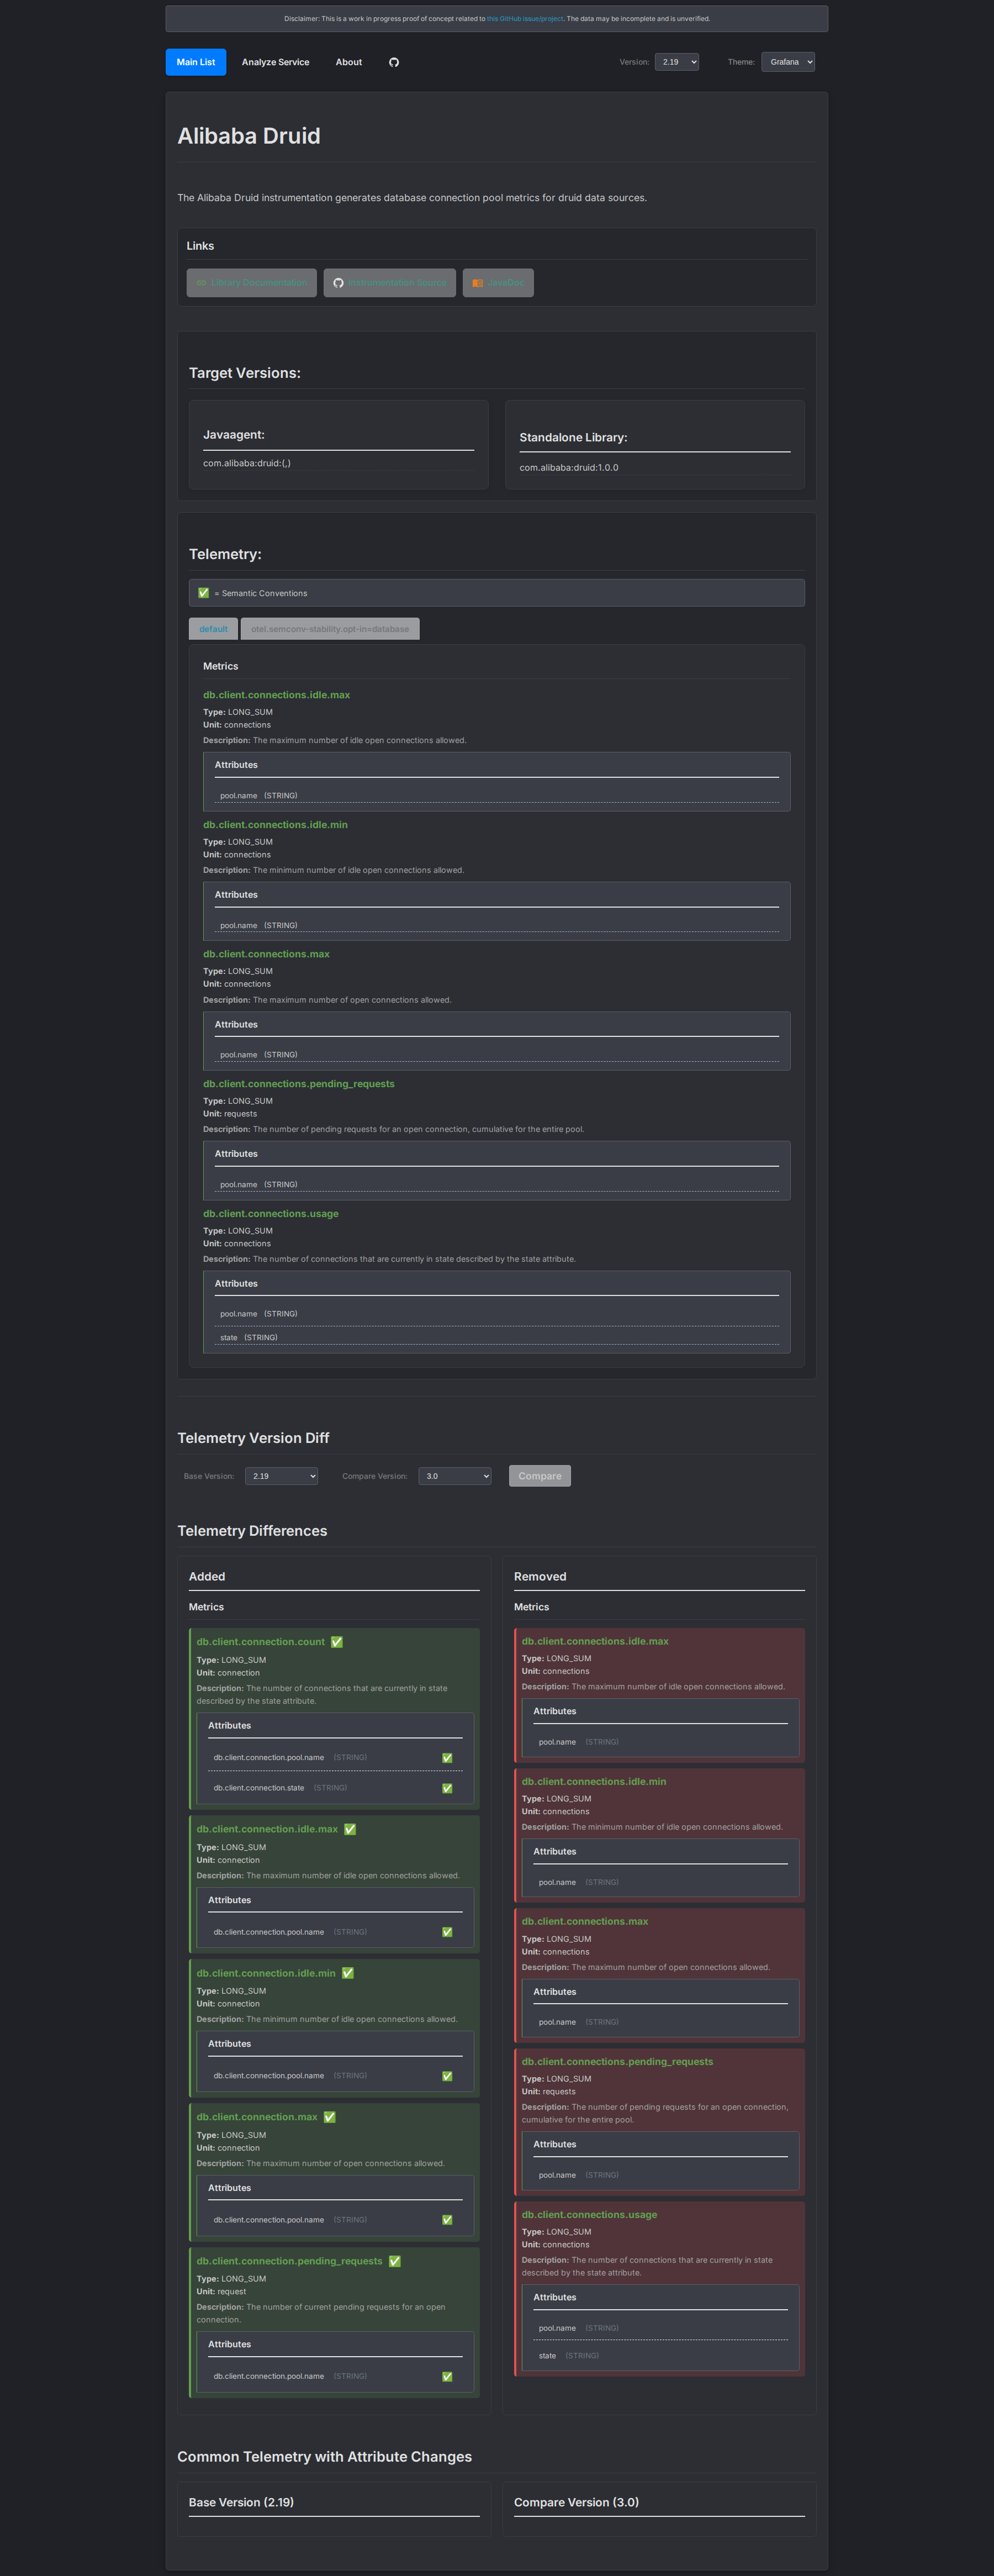 Disclaimer: This is a work in progress proof of concept related to this GitHub issue/project. The data may be incomplete and is unverified.
Main List Analyze Service About Version: 2.19 Theme: Grafana
Alibaba Druid
The Alibaba Druid instrumentation generates database connection pool metrics for druid data sources.
Links
Library Documentation Instrumentation Source JavaDoc
Target Versions:
Javaagent:
com.alibaba:druid:(,)
Standalone Library:
com.alibaba:druid:1.0.0
Telemetry:
✅ = Semantic Conventions
default otel.semconv-stability.opt-in=database
Metrics
db.client.connections.idle.max
Type: LONG_SUM
Unit: connections
Description: The maximum number of idle open connections allowed.
Attributes
pool.name (STRING)
db.client.connections.idle.min
Type: LONG_SUM
Unit: connections
Description: The minimum number of idle open connections allowed.
Attributes
pool.name (STRING)
db.client.connections.max
Type: LONG_SUM
Unit: connections
Description: The maximum number of open connections allowed.
Attributes
pool.name (STRING)
db.client.connections.pending_requests
Type: LONG_SUM
Unit: requests
Description: The number of pending requests for an open connection, cumulative for the entire pool.
Attributes
pool.name (STRING)
db.client.connections.usage
Type: LONG_SUM
Unit: connections
Description: The number of connections that are currently in state described by the state attribute.
Attributes
pool.name (STRING)
state (STRING)
Telemetry Version Diff
Base Version: 2.19 Compare Version: 3.0 Compare
Telemetry Differences
Added
Metrics
db.client.connection.count ✅
Type: LONG_SUM
Unit: connection
Description: The number of connections that are currently in state
described by the state attribute.
Attributes
db.client.connection.pool.name (STRING) ✅
db.client.connection.state (STRING) ✅
db.client.connection.idle.max ✅
Type: LONG_SUM
Unit: connection
Description: The maximum number of idle open connections allowed.
Attributes
db.client.connection.pool.name (STRING) ✅
db.client.connection.idle.min ✅
Type: LONG_SUM
Unit: connection
Description: The minimum number of idle open connections allowed.
Attributes
db.client.connection.pool.name (STRING) ✅
db.client.connection.max ✅
Type: LONG_SUM
Unit: connection
Description: The maximum number of open connections allowed.
Attributes
db.client.connection.pool.name (STRING) ✅
db.client.connection.pending_requests ✅
Type: LONG_SUM
Unit: request
Description: The number of current pending requests for an open
connection.
Attributes
db.client.connection.pool.name (STRING) ✅
Removed
Metrics
db.client.connections.idle.max
Type: LONG_SUM
Unit: connections
Description: The maximum number of idle open connections allowed.
Attributes
pool.name (STRING)
db.client.connections.idle.min
Type: LONG_SUM
Unit: connections
Description: The minimum number of idle open connections allowed.
Attributes
pool.name (STRING)
db.client.connections.max
Type: LONG_SUM
Unit: connections
Description: The maximum number of open connections allowed.
Attributes
pool.name (STRING)
db.client.connections.pending_requests
Type: LONG_SUM
Unit: requests
Description: The number of pending requests for an open connection,
cumulative for the entire pool.
Attributes
pool.name (STRING)
db.client.connections.usage
Type: LONG_SUM
Unit: connections
Description: The number of connections that are currently in state
described by the state attribute.
Attributes
pool.name (STRING)
state (STRING)
Common Telemetry with Attribute Changes
Base Version (2.19)
Compare Version (3.0)